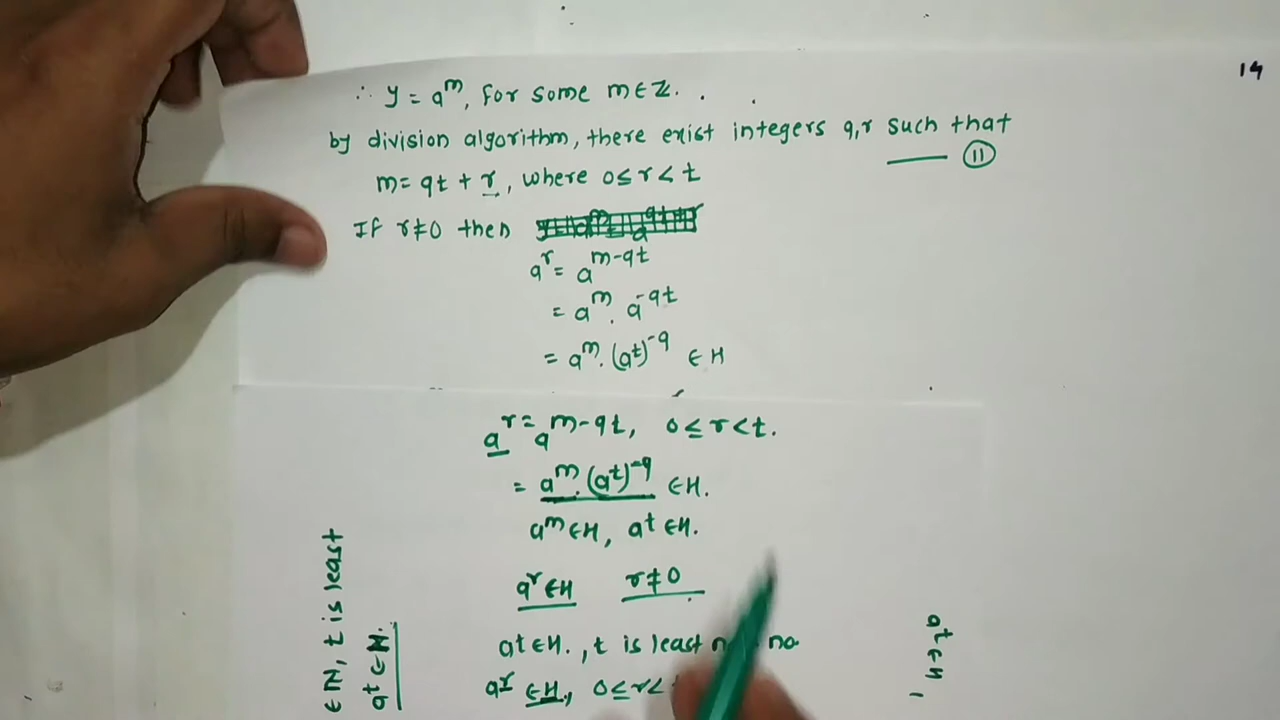 14
∴ y = a^m, for some m ∈ ℤ.
by division algorithm, there exist integers q, r such that
m = qt + r, where 0 ≤ r < t —— (11)
If r ≠ 0 then
a^r = a^{m-qt}
= a^m . a^{-qt}
= a^m . (a^t)^{-q} ∈ H
a^r = a^{m-qt}, 0 ≤ r < t.
= a^m . (a^t)^{-q} ∈ H.
a^m ∈ H, a^t ∈ H.
a^r ∈ H r ≠ 0
a^t ∈ H. , t is least no
a^r ∈ H, 0 ≤ r <
∈ N, t is least
a^t ∈ H.
a^t ∈ H,